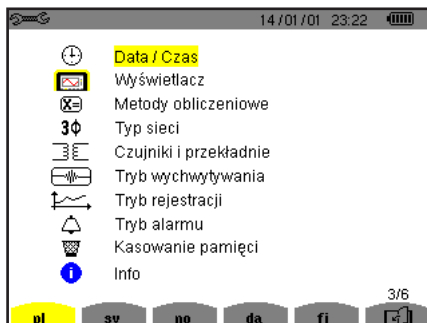 14/01/01 23:22
Data / Czas
Wyświetlacz
X= Metody obliczeniowe
3Φ Typ sieci
Czujniki i przekładnie
Tryb wychwytywania
Tryb rejestracji
Tryb alarmu
Kasowanie pamięci
i Info
3/6
pl sv no da fi